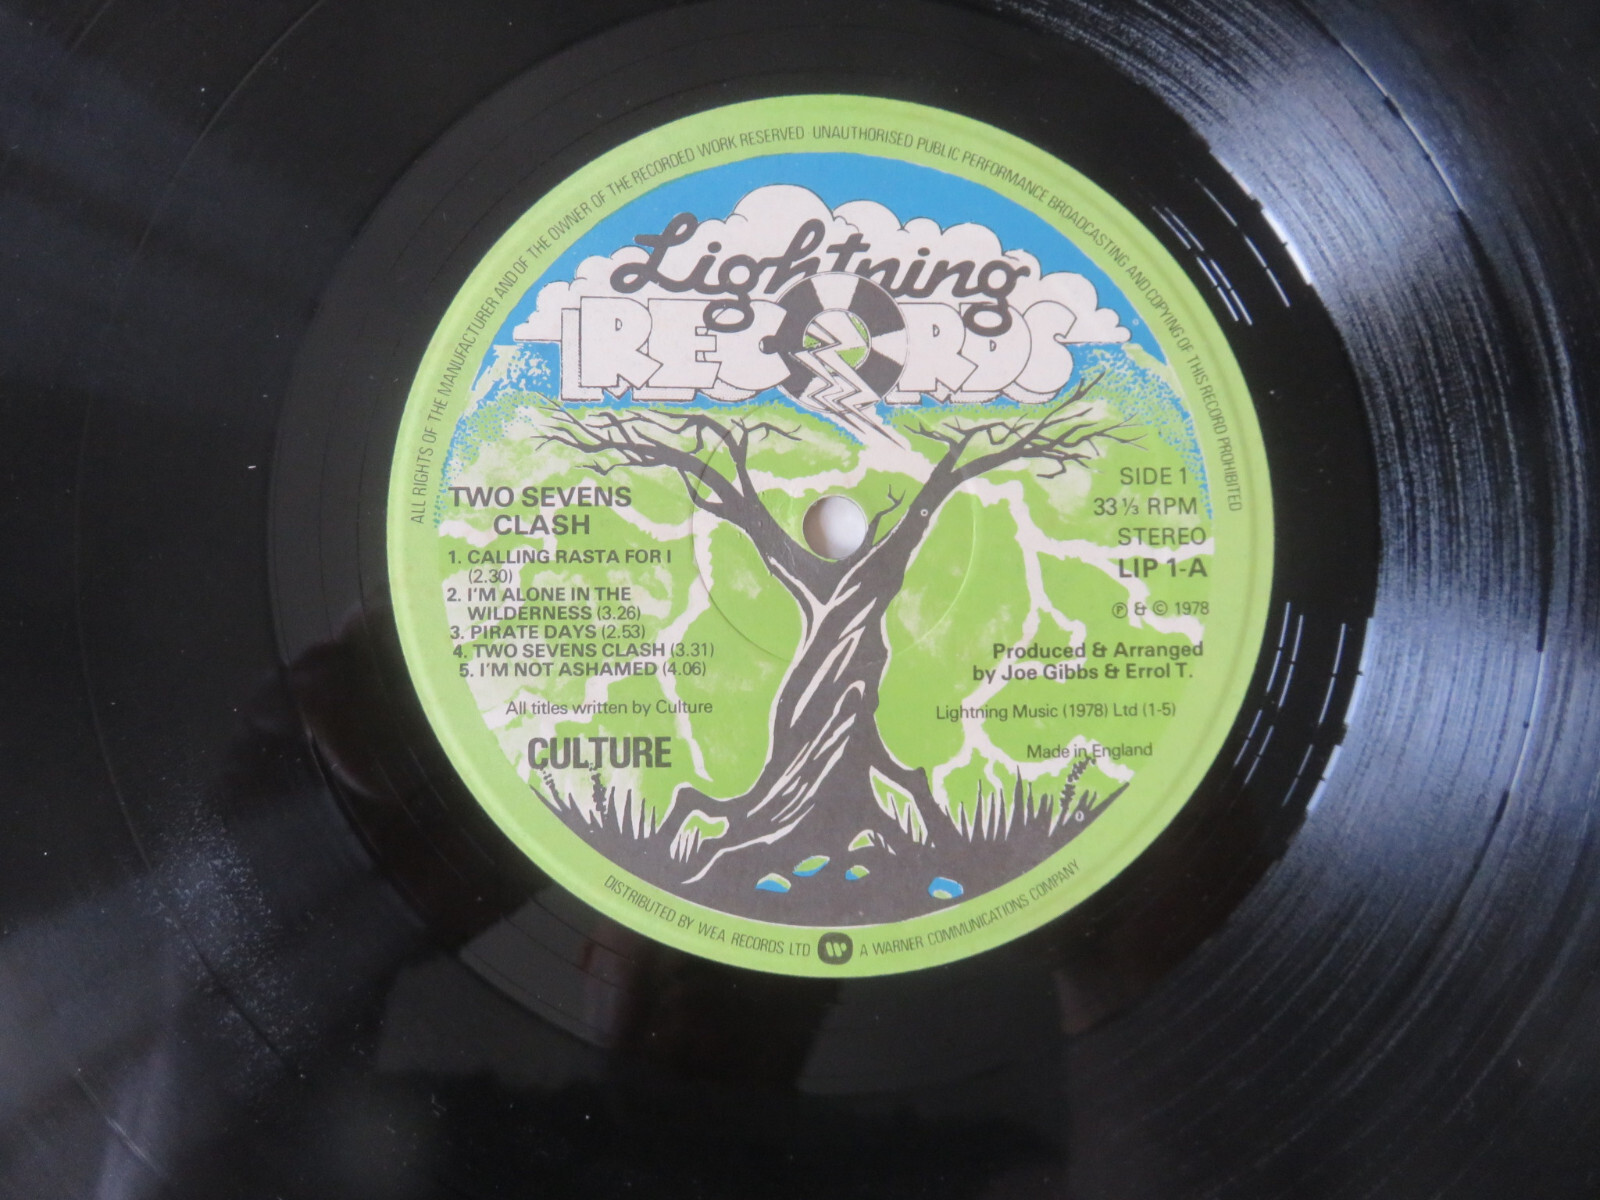 ALL RIGHTS OF THE MANUFACTURER AND OF THE OWNER OF THE RECORDED WORK RESERVED · UNAUTHORISED PUBLIC PERFORMANCE BROADCASTING AND COPYING OF THIS RECORD PROHIBITED
Lightning
RECORDS
TWO SEVENS
CLASH
1. CALLING RASTA FOR I
(2.30)
2. I'M ALONE IN THE
WILDERNESS (3.26)
3. PIRATE DAYS (2.53)
4. TWO SEVENS CLASH (3.31)
5. I'M NOT ASHAMED (4.06)
All titles written by Culture
CULTURE
SIDE 1
33⅓ RPM
STEREO
LIP 1-A
℗ & © 1978
Produced & Arranged
by Joe Gibbs & Errol T.
Lightning Music (1978) Ltd (1-5)
Made in England
DISTRIBUTED BY WEA RECORDS LTD W A WARNER COMMUNICATIONS COMPANY